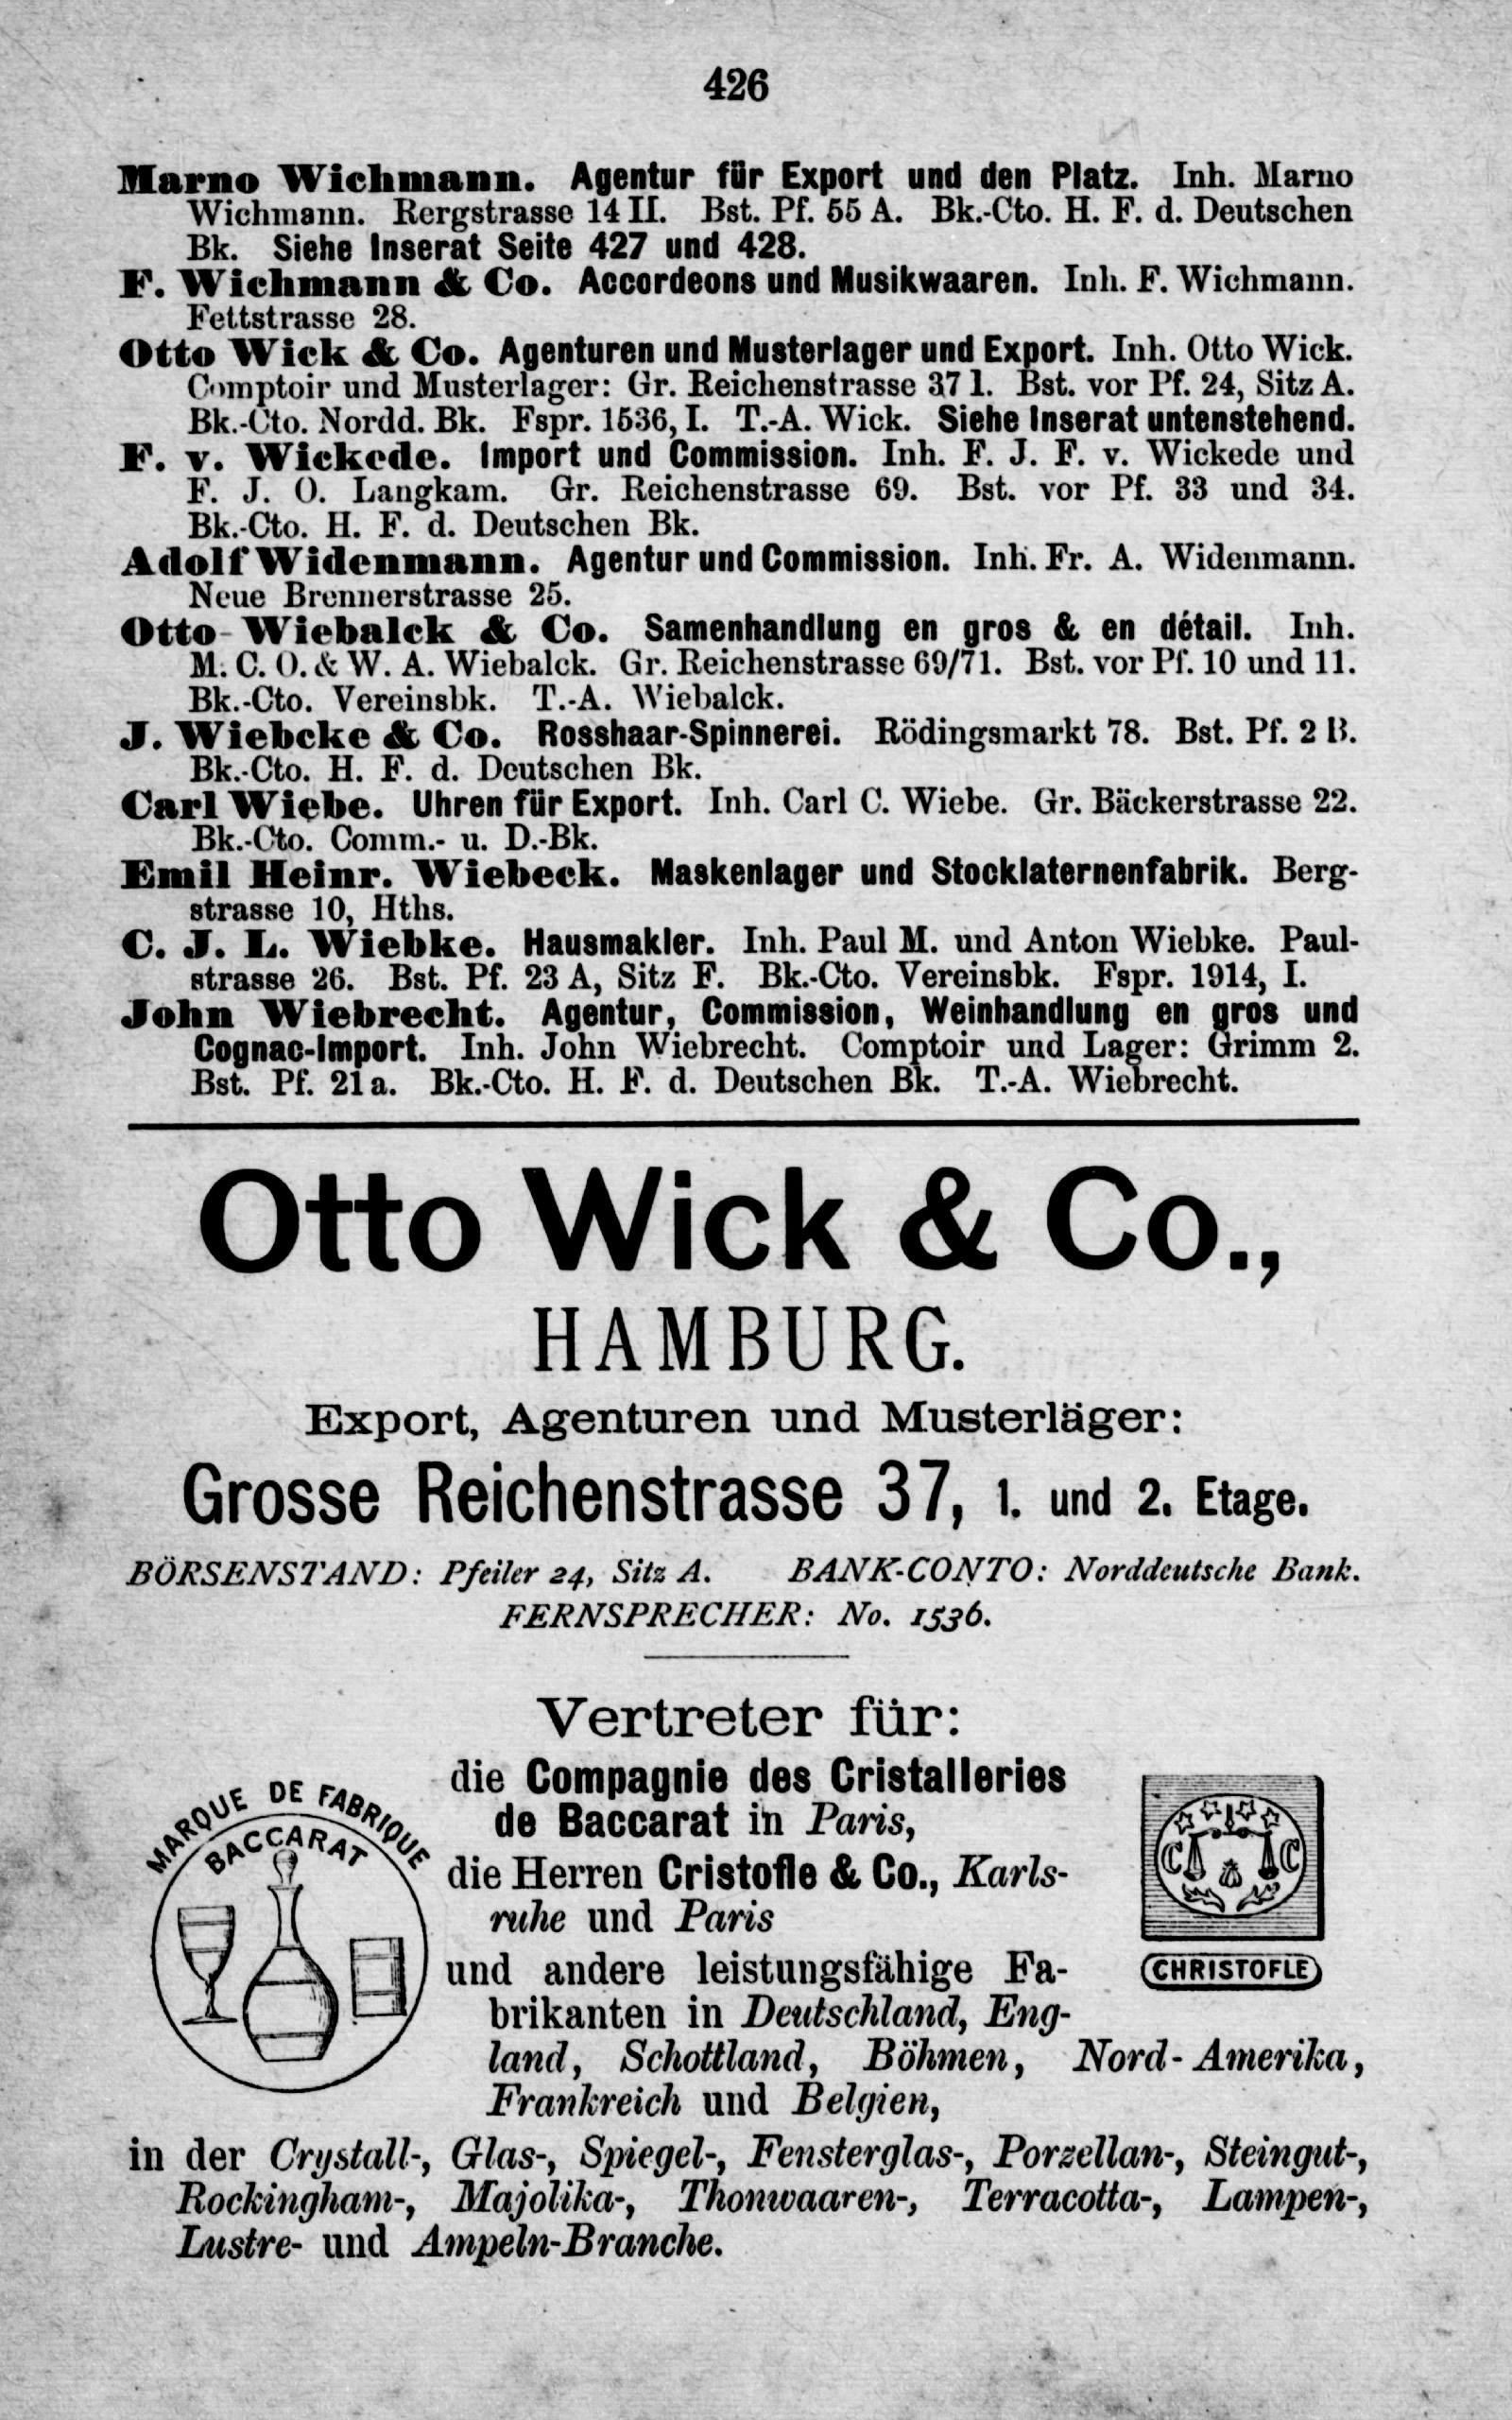 426
Marno Wichmann. Agentur für Export und den Platz. Inh. Marno
Wichmann. Bergstrasse 14 II. Bst. Pf. 55 A. Bk.-Cto. H. F. d. Deutschen
Bk. Siehe Inserat Seite 427 und 428.
F. Wichmann & Co. Accordeons und Musikwaaren. Inh. F. Wichmann.
Fettstrasse 28.
Otto Wick & Co. Agenturen und Musterlager und Export. Inh. Otto Wick.
Comptoir und Musterlager: Gr. Reichenstrasse 37 1. Bst. vor Pf. 24, Sitz A.
Bk.-Cto. Nordd. Bk. Fspr. 1536, I. T.-A. Wick. Siehe Inserat untenstehend.
F. v. Wickede. Import und Commission. Inh. F. J. F. v. Wickede und
F. J. O. Langkam. Gr. Reichenstrasse 69. Bst. vor Pf. 33 und 34.
Bk.-Cto. H. F. d. Deutschen Bk.
Adolf Widenmann. Agentur und Commission. Inh. Fr. A. Widenmann.
Neue Brennerstrasse 25.
Otto Wiebalck & Co. Samenhandlung en gros & en détail. Inh.
M. C. O. & W. A. Wiebalck. Gr. Reichenstrasse 69/71. Bst. vor Pf. 10 und 11.
Bk.-Cto. Vereinsbk. T.-A. Wiebalck.
J. Wiebcke & Co. Rosshaar-Spinnerei. Rödingsmarkt 78. Bst. Pf. 2 B.
Bk.-Cto. H. F. d. Deutschen Bk.
Carl Wiebe. Uhren für Export. Inh. Carl C. Wiebe. Gr. Bäckerstrasse 22.
Bk.-Cto. Comm.- u. D.-Bk.
Emil Heinr. Wiebeck. Maskenlager und Stocklaternenfabrik. Berg-
strasse 10, Hths.
C. J. L. Wiebke. Hausmakler. Inh. Paul M. und Anton Wiebke. Paul-
strasse 26. Bst. Pf. 23 A, Sitz F. Bk.-Cto. Vereinsbk. Fspr. 1914, I.
John Wiebrecht. Agentur, Commission, Weinhandlung en gros und
Cognac-Import. Inh. John Wiebrecht. Comptoir und Lager: Grimm 2.
Bst. Pf. 21 a. Bk.-Cto. H. F. d. Deutschen Bk. T.-A. Wiebrecht.
Otto Wick & Co.,
HAMBURG.
Export, Agenturen und Musterläger:
Grosse Reichenstrasse 37, 1. und 2. Etage.
BÖRSENSTAND: Pfeiler 24, Sitz A. BANK-CONTO: Norddeutsche Bank.
FERNSPRECHER: No. 1536.
Vertreter für:
die Compagnie des Cristalleries
de Baccarat in Paris,
die Herren Cristofle & Co., Karls-
ruhe und Paris
und andere leistungsfähige Fa-
brikanten in Deutschland, Eng-
land, Schottland, Böhmen, Nord-Amerika,
Frankreich und Belgien,
in der Crystall-, Glas-, Spiegel-, Fensterglas-, Porzellan-, Steingut-,
Rockingham-, Majolika-, Thonwaaren-, Terracotta-, Lampen-,
Lustre- und Ampeln-Branche.
MARQUE DE FABRIQUE
BACCARAT
C C
CHRISTOFLE